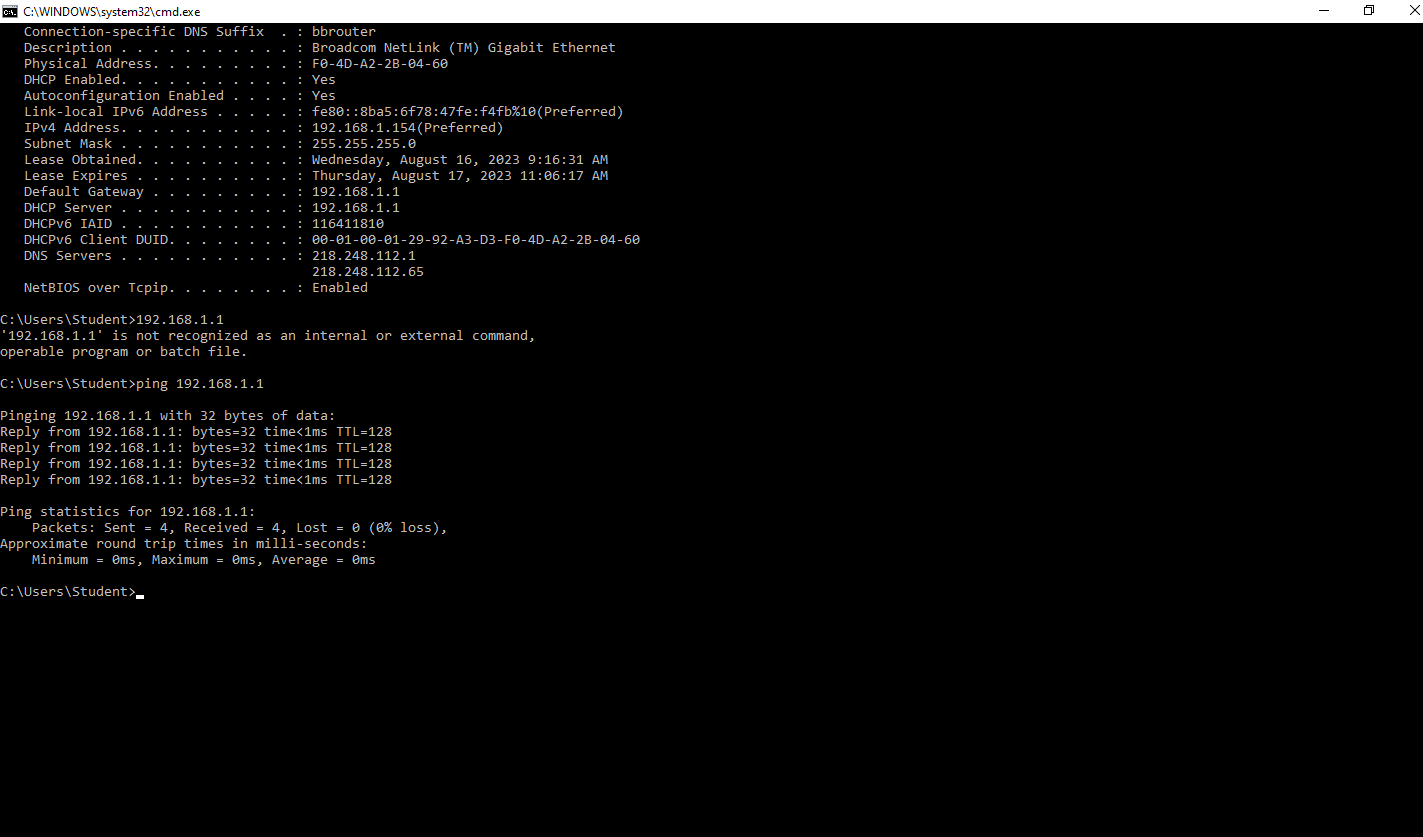 C:\WINDOWS\system32\cmd.exe
   Connection-specific DNS Suffix  . : bbrouter
   Description . . . . . . . . . . . : Broadcom NetLink (TM) Gigabit Ethernet
   Physical Address. . . . . . . . . : F0-4D-A2-2B-04-60
   DHCP Enabled. . . . . . . . . . . : Yes
   Autoconfiguration Enabled . . . . : Yes
   Link-local IPv6 Address . . . . . : fe80::8ba5:6f78:47fe:f4fb%10(Preferred)
   IPv4 Address. . . . . . . . . . . : 192.168.1.154(Preferred)
   Subnet Mask . . . . . . . . . . . : 255.255.255.0
   Lease Obtained. . . . . . . . . . : Wednesday, August 16, 2023 9:16:31 AM
   Lease Expires . . . . . . . . . . : Thursday, August 17, 2023 11:06:17 AM
   Default Gateway . . . . . . . . . : 192.168.1.1
   DHCP Server . . . . . . . . . . . : 192.168.1.1
   DHCPv6 IAID . . . . . . . . . . . : 116411810
   DHCPv6 Client DUID. . . . . . . . : 00-01-00-01-29-92-A3-D3-F0-4D-A2-2B-04-60
   DNS Servers . . . . . . . . . . . : 218.248.112.1
                                       218.248.112.65
   NetBIOS over Tcpip. . . . . . . . : Enabled

C:\Users\Student>192.168.1.1
'192.168.1.1' is not recognized as an internal or external command,
operable program or batch file.

C:\Users\Student>ping 192.168.1.1

Pinging 192.168.1.1 with 32 bytes of data:
Reply from 192.168.1.1: bytes=32 time<1ms TTL=128
Reply from 192.168.1.1: bytes=32 time<1ms TTL=128
Reply from 192.168.1.1: bytes=32 time<1ms TTL=128
Reply from 192.168.1.1: bytes=32 time<1ms TTL=128

Ping statistics for 192.168.1.1:
    Packets: Sent = 4, Received = 4, Lost = 0 (0% loss),
Approximate round trip times in milli-seconds:
    Minimum = 0ms, Maximum = 0ms, Average = 0ms

C:\Users\Student>